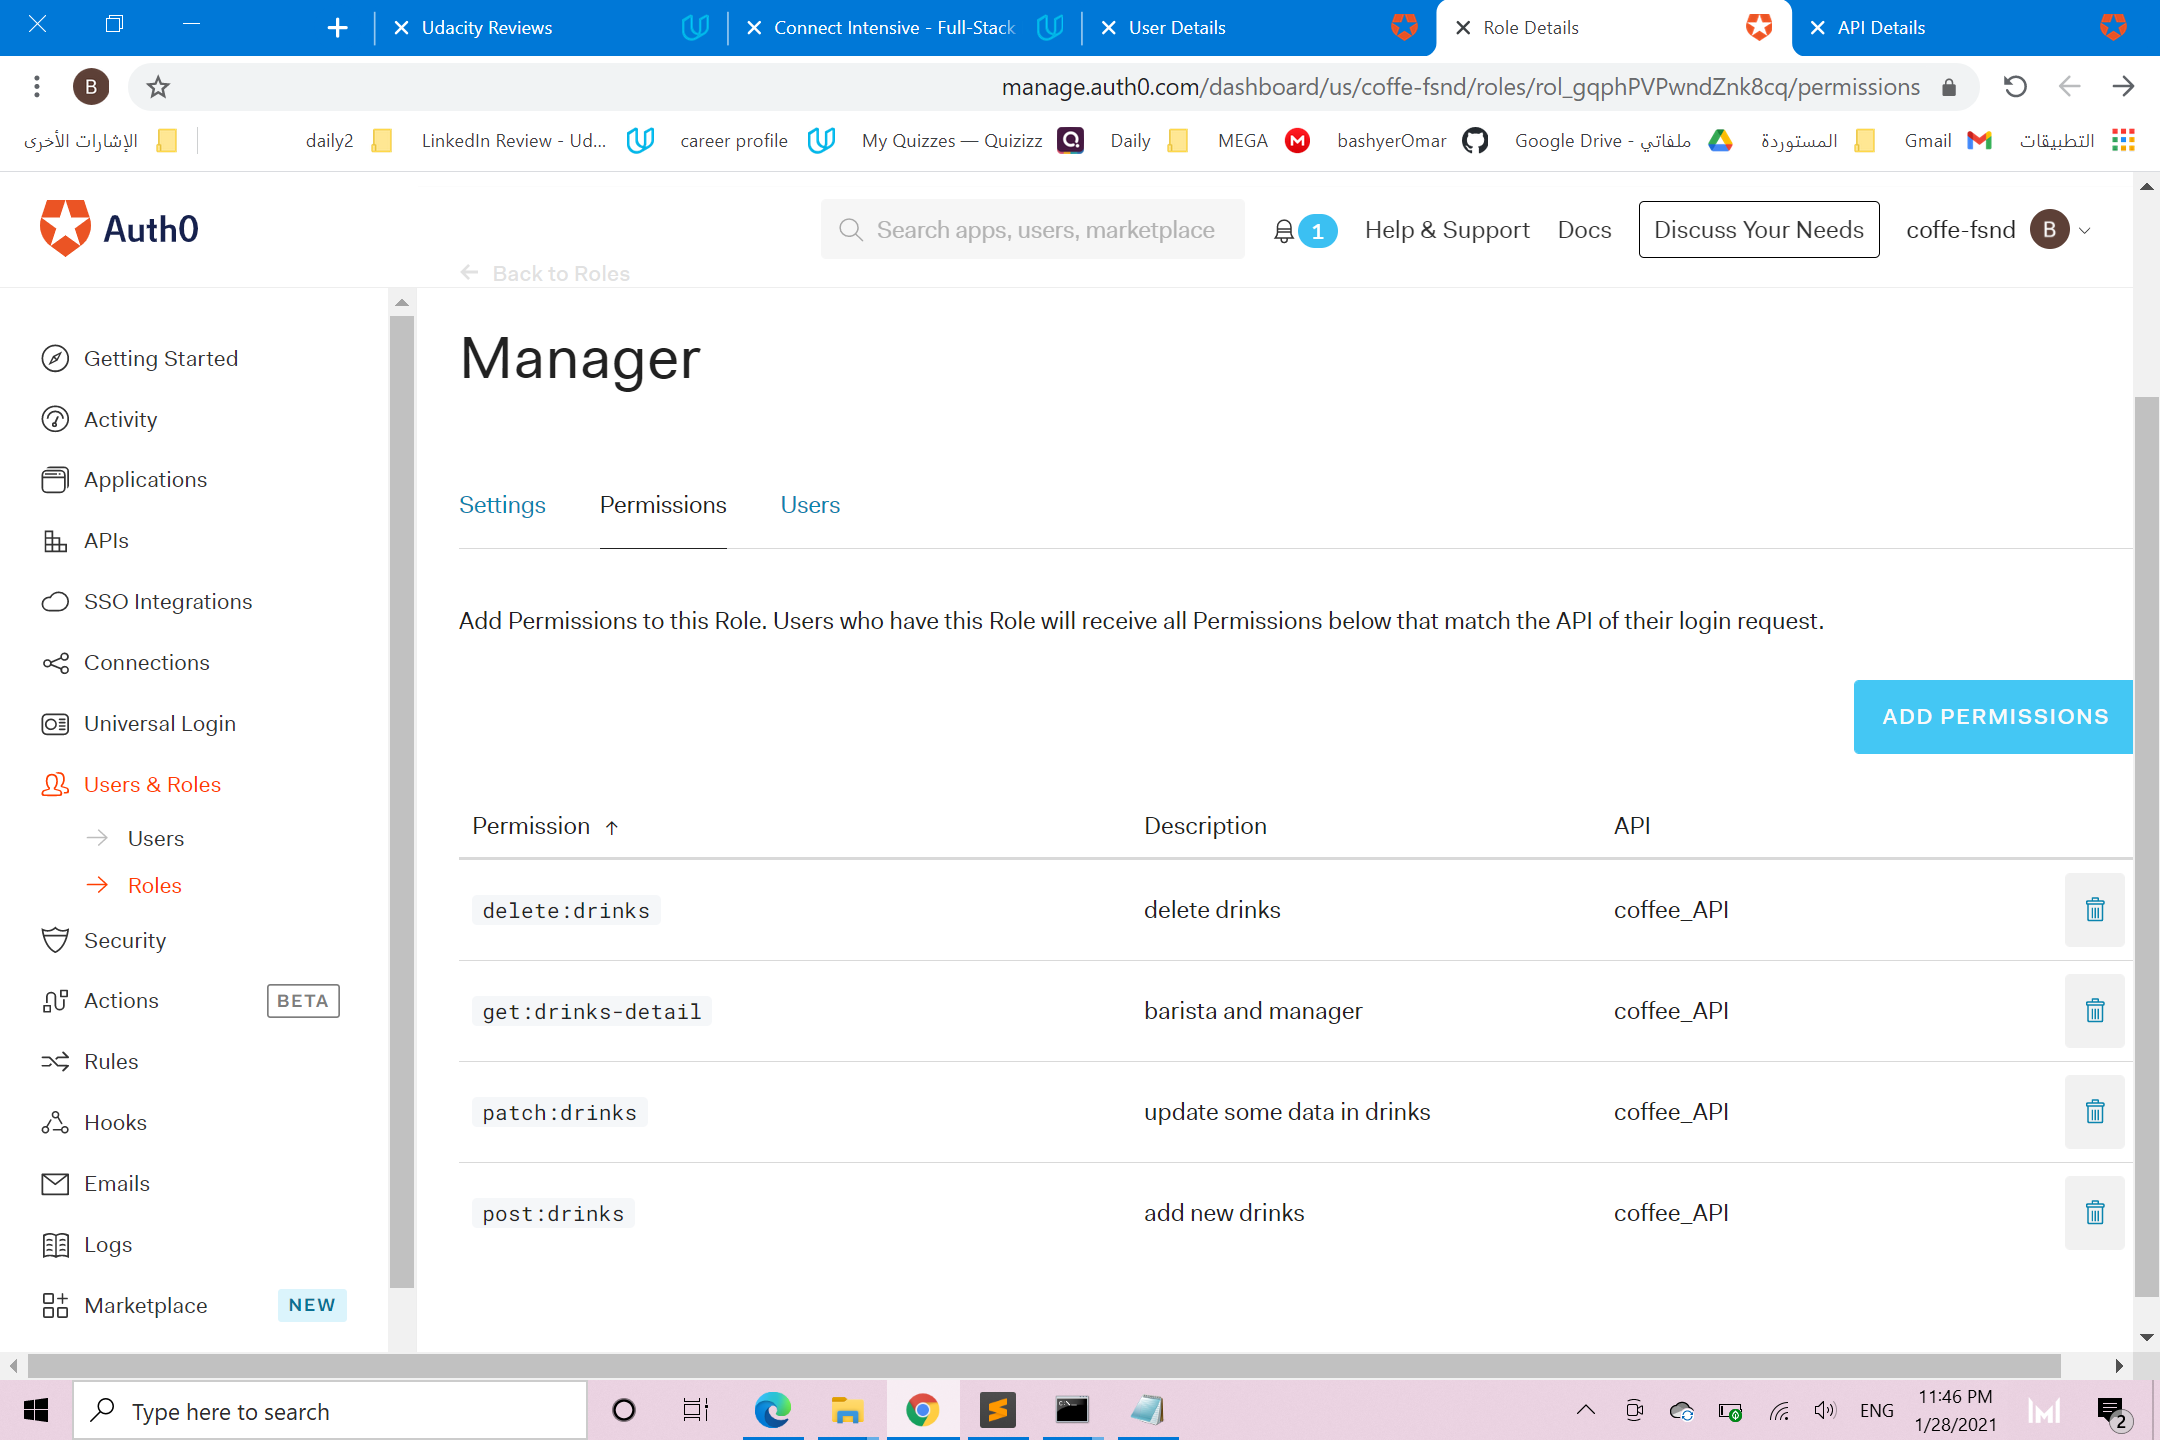 Udacity Reviews
Connect Intensive - Full-Stack
User Details
Role Details
API Details
B
manage.auth0.com/dashboard/us/coffe-fsnd/roles/rol_gqphPVPwndZnk8cq/permissions
الإشارات الأخرى
daily2
LinkedIn Review - Ud...
career profile
My Quizzes — Quizizz
Daily
MEGA
bashyerOmar
Google Drive - ملفاتي
المستوردة
Gmail
التطبيقات
Auth0
Search apps, users, marketplace
1
Help & Support
Docs
Discuss Your Needs
coffe-fsnd
B
Back to Roles
Getting Started
Activity
Applications
APIs
SSO Integrations
Connections
Universal Login
Users & Roles
Users
Roles
Security
Actions BETA
Rules
Hooks
Emails
Logs
Marketplace NEW
Manager
Settings Permissions Users
Add Permissions to this Role. Users who have this Role will receive all Permissions below that match the API of their login request.
ADD PERMISSIONS
Permission ↑ Description API
delete:drinks delete drinks coffee_API
get:drinks-detail barista and manager coffee_API
patch:drinks update some data in drinks coffee_API
post:drinks add new drinks coffee_API
Type here to search
ENG
11:46 PM
1/28/2021
2